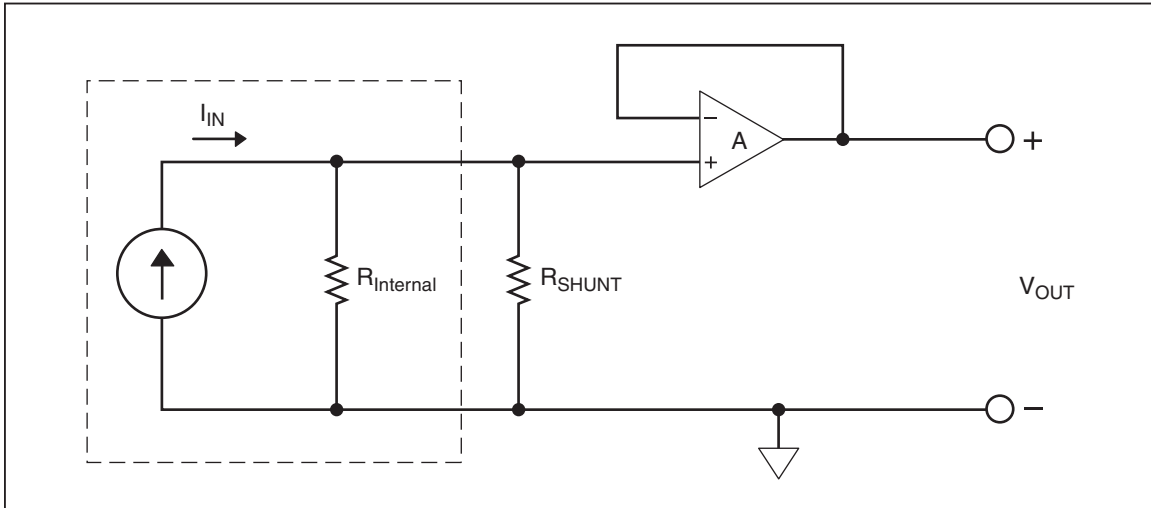 I_IN
−
A
+
+
R_Internal
R_SHUNT
V_OUT
−